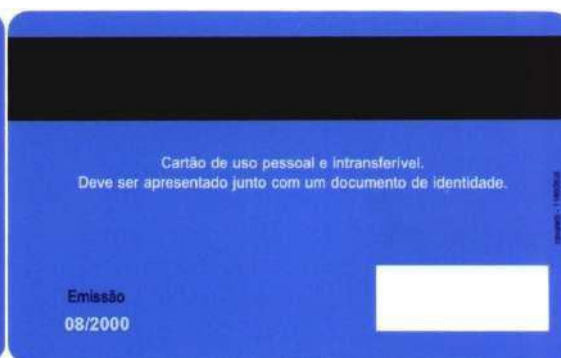 Cartão de uso pessoal e intransferível.
Deve ser apresentado junto com um documento de identidade.
Emissão
08/2000